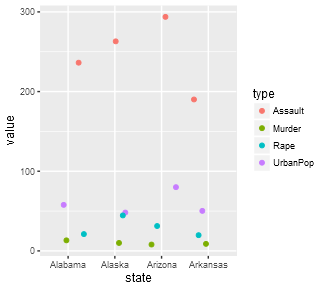 300
200
100
0
value
Alabama Alaska Arizona Arkansas
state
type
Assault
Murder
Rape
UrbanPop